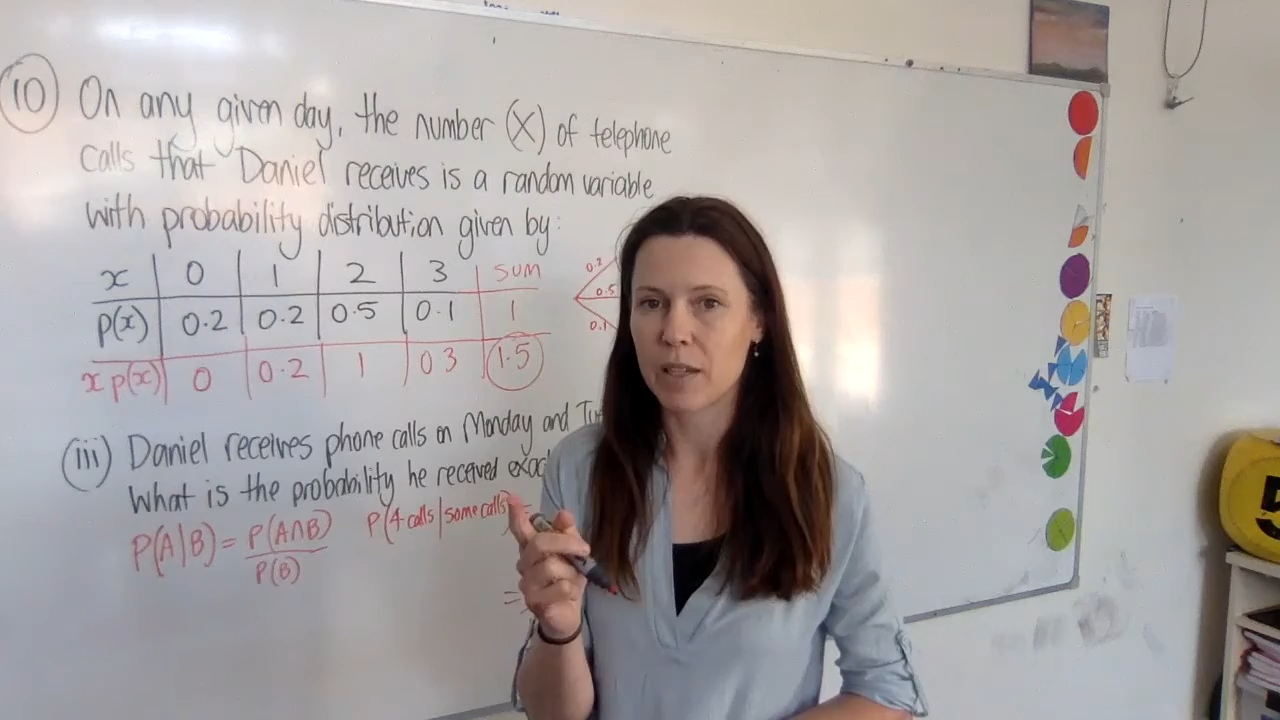 10 On any given day, the number (X) of telephone
calls that Daniel receives is a random variable
with probability distribution given by:
x 0 1 2 3 SUM
p(x) 0.2 0.2 0.5 0.1 1
x p(x) 0 0.2 1 0.3 1.5
0.2
0.5
0.1
(iii) Daniel receives phone calls on Monday and
What is the probability he received
P(A|B) = P(A∩B) P(4 calls|some calls) =
P(B)